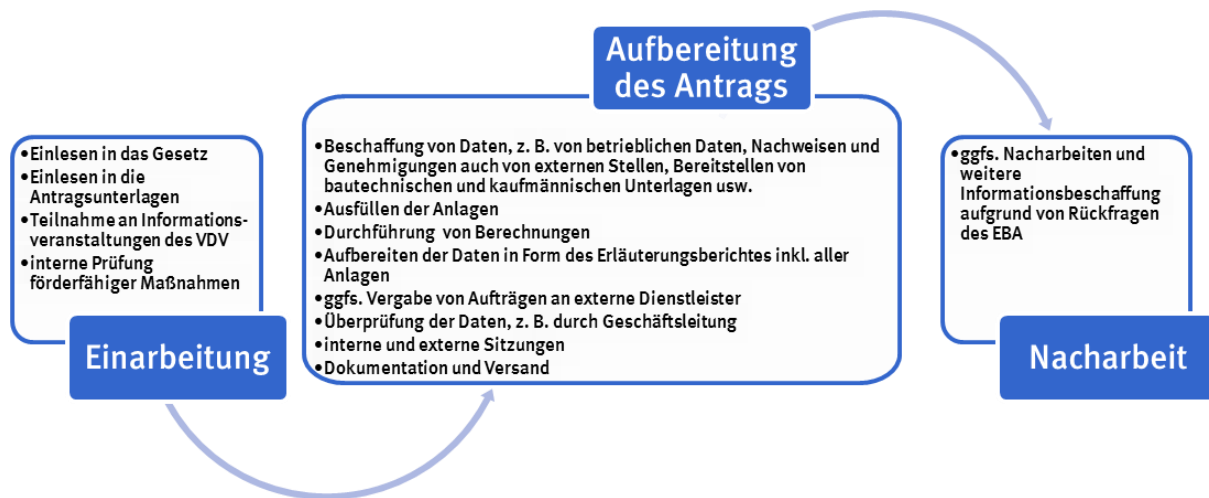 •Einlesen in das Gesetz
•Einlesen in die
Antragsunterlagen
•Teilnahme an Informations-
veranstaltungen des VDV
•interne Prüfung
förderfähiger Maßnahmen
Einarbeitung
Aufbereitung
des Antrags
•Beschaffung von Daten, z. B. von betrieblichen Daten, Nachweisen und
Genehmigungen auch von externen Stellen, Bereitstellen von
bautechnischen und kaufmännischen Unterlagen usw.
•Ausfüllen der Anlagen
•Durchführung von Berechnungen
•Aufbereiten der Daten in Form des Erläuterungsberichtes inkl. aller
Anlagen
•ggfs. Vergabe von Aufträgen an externe Dienstleister
•Überprüfung der Daten, z. B. durch Geschäftsleitung
•interne und externe Sitzungen
•Dokumentation und Versand
•ggfs. Nacharbeiten und
weitere
Informationsbeschaffung
aufgrund von Rückfragen
des EBA
Nacharbeit